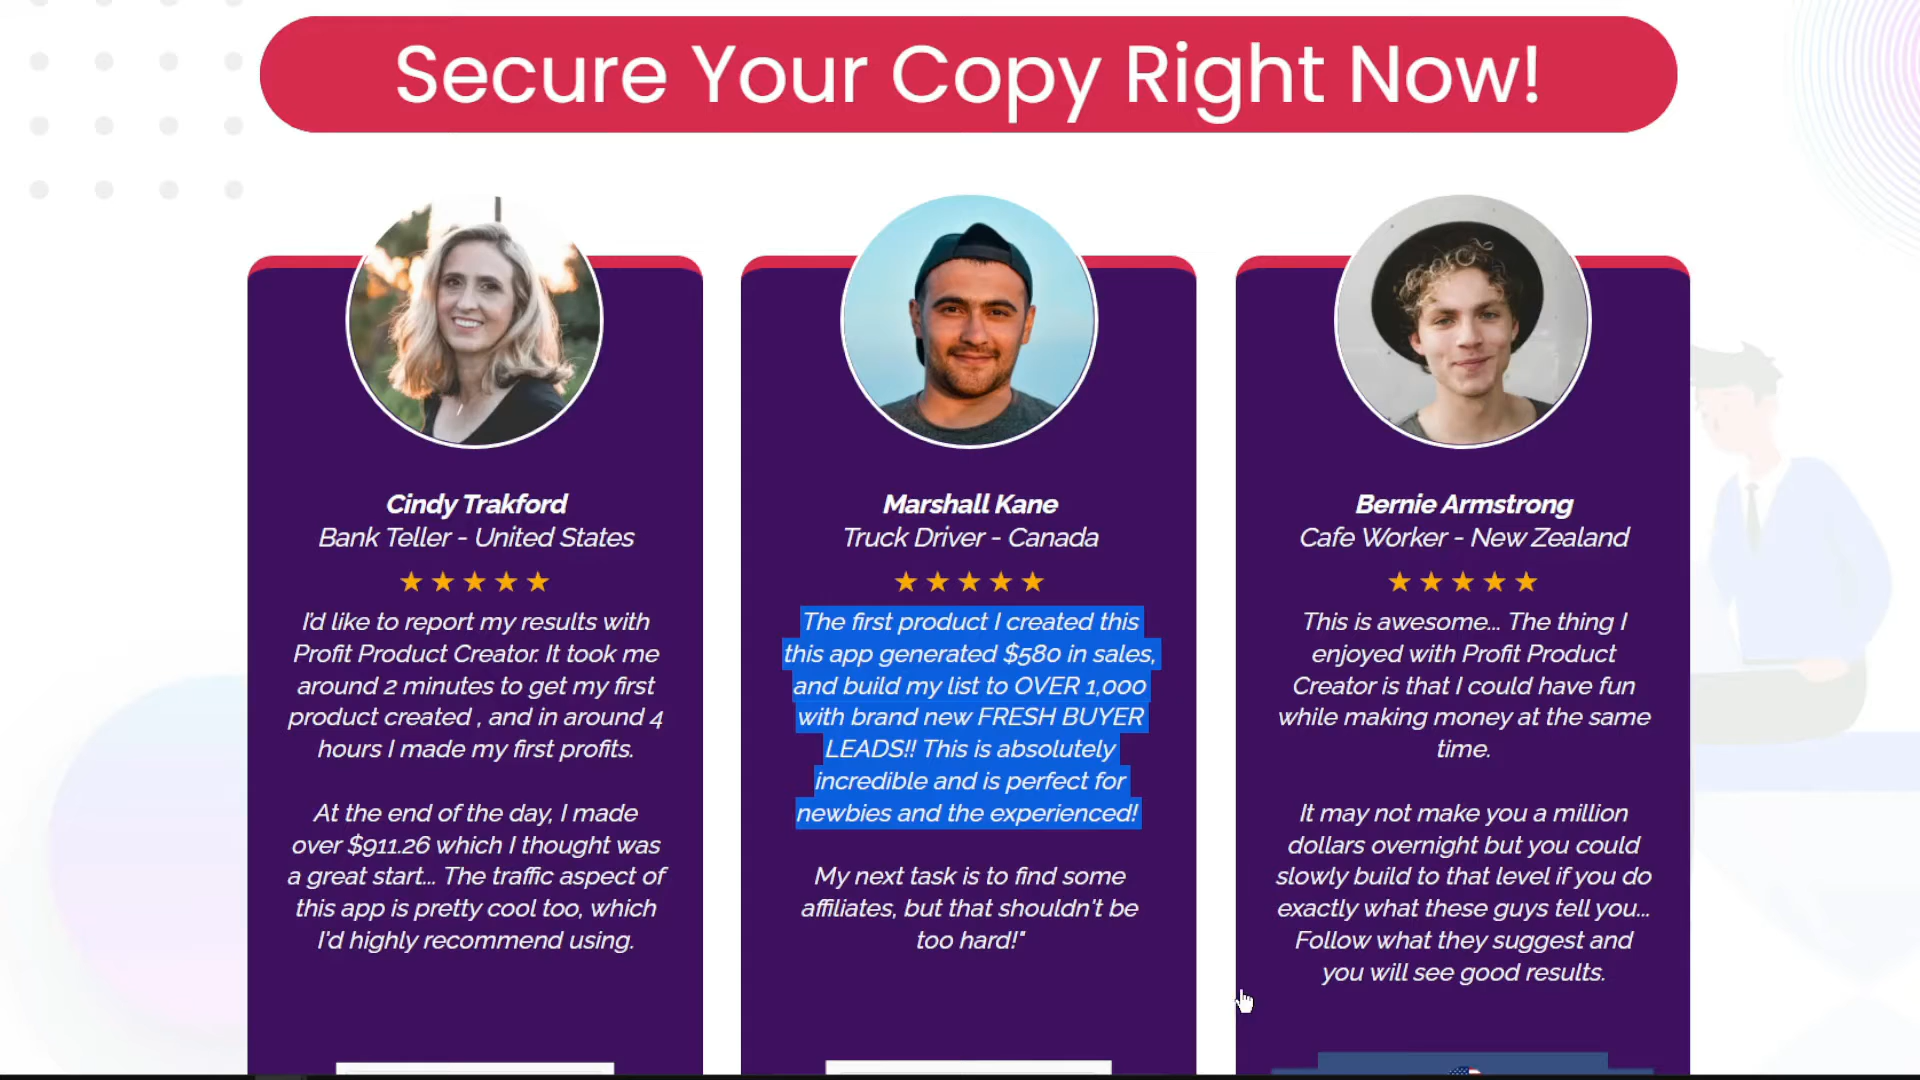 Secure Your Copy Right Now!
Cindy Trakford
Bank Teller - United States
I'd like to report my results with
Profit Product Creator. It took me
around 2 minutes to get my first
product created , and in around 4
hours I made my first profits.
At the end of the day, I made
over $911.26 which I thought was
a great start... The traffic aspect of
this app is pretty cool too, which
I'd highly recommend using.
Marshall Kane
Truck Driver - Canada
The first product I created this
this app generated $580 in sales,
and build my list to OVER 1,000
with brand new FRESH BUYER
LEADS!! This is absolutely
incredible and is perfect for
newbies and the experienced!
My next task is to find some
affiliates, but that shouldn't be
too hard!"
Bernie Armstrong
Cafe Worker - New Zealand
This is awesome... The thing I
enjoyed with Profit Product
Creator is that I could have fun
while making money at the same
time.
It may not make you a million
dollars overnight but you could
slowly build to that level if you do
exactly what these guys tell you...
Follow what they suggest and
you will see good results.